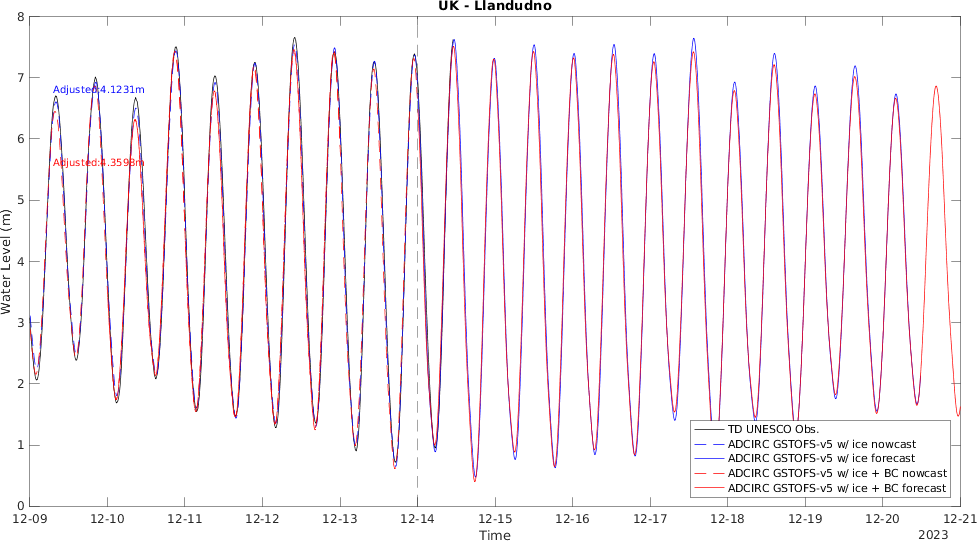 UK - Llandudno
8
7
6
5
4
3
2
1
0
Water Level (m)
Adjusted:4.1231m
Adjusted:4.3598m
TD UNESCO Obs.
ADCIRC GSTOFS-v5 w/ ice nowcast
ADCIRC GSTOFS-v5 w/ ice forecast
ADCIRC GSTOFS-v5 w/ ice + BC nowcast
ADCIRC GSTOFS-v5 w/ ice + BC forecast
12-09 12-10 12-11 12-12 12-13 12-14 12-15 12-16 12-17 12-18 12-19 12-20 12-21
Time
2023